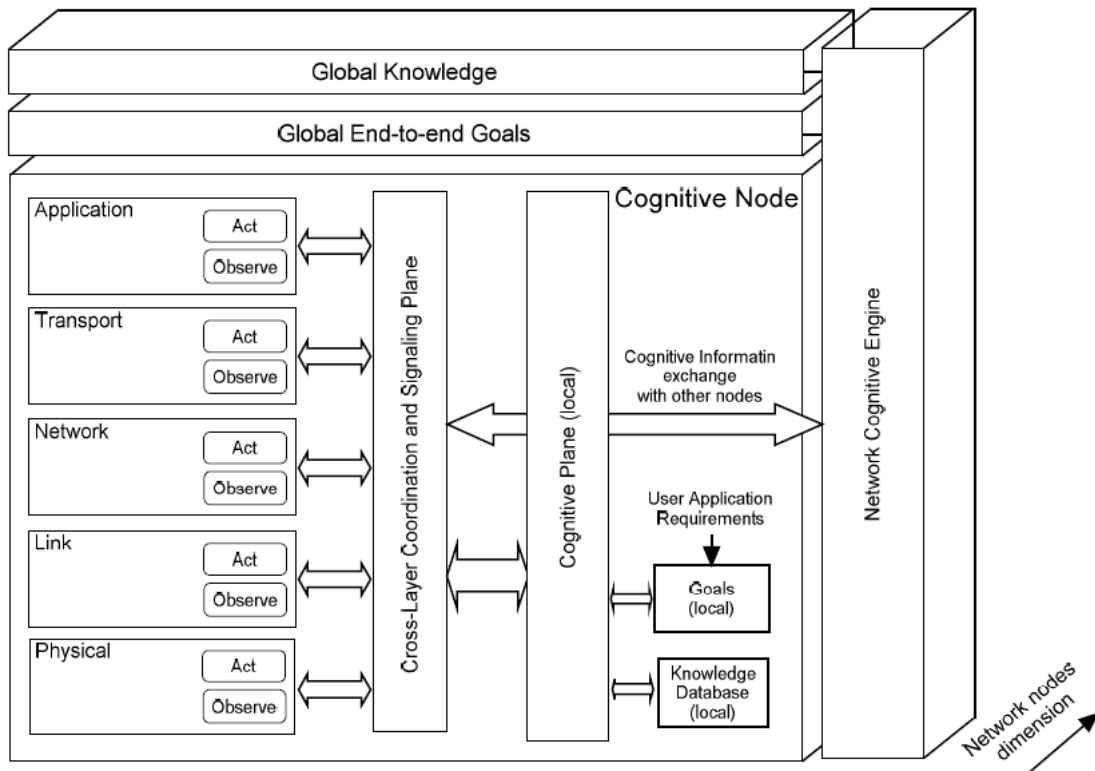 Global Knowledge
Global End-to-end Goals
Cognitive Node
Application
Act
Observe
Transport
Act
Observe
Network
Act
Observe
Link
Act
Observe
Physical
Act
Observe
Cross-Layer Coordination and Signaling Plane
Cognitive Plane (local)
Cognitive Informatin
exchange
with other nodes
User Application
Requirements
Goals
(local)
Knowledge
Database
(local)
Network Cognitive Engine
Network nodes
dimension